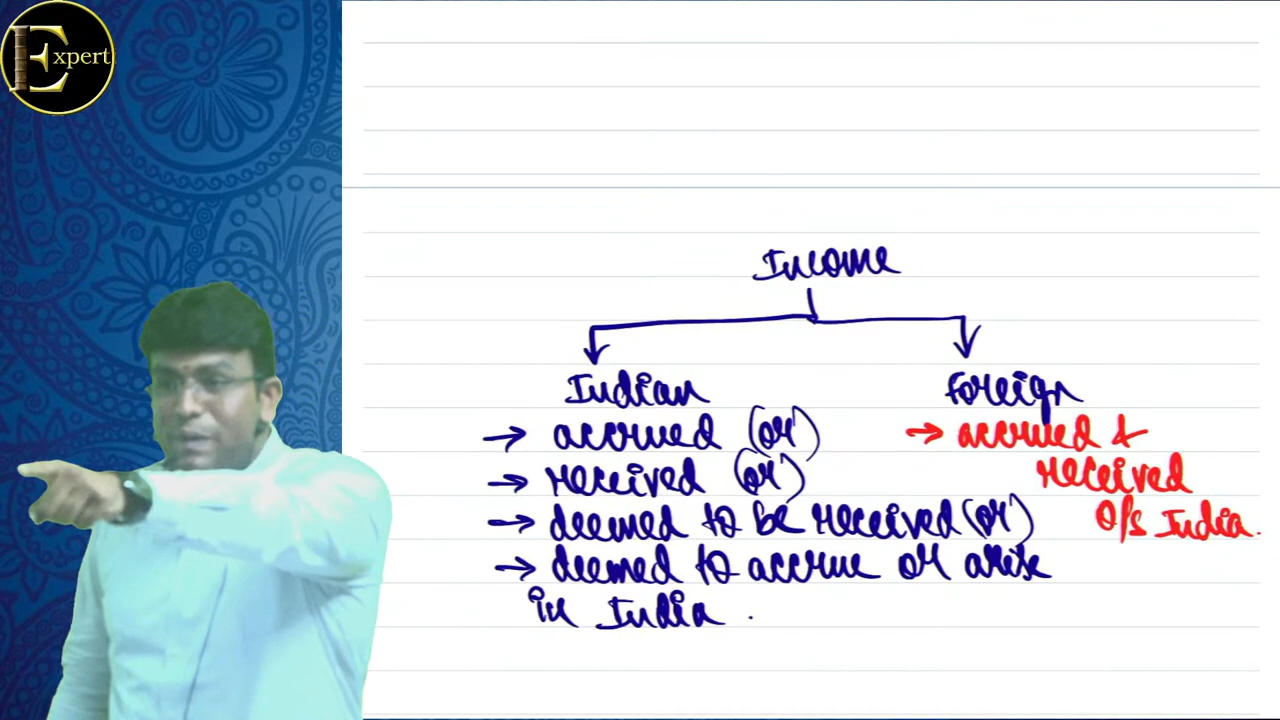 Expert
Income
Indian
Foreign
→ accrued (or)
→ received (or)
→ deemed to be received (or)
→ deemed to accrue or arise
in India.
→ accrued &
received
O/s India.